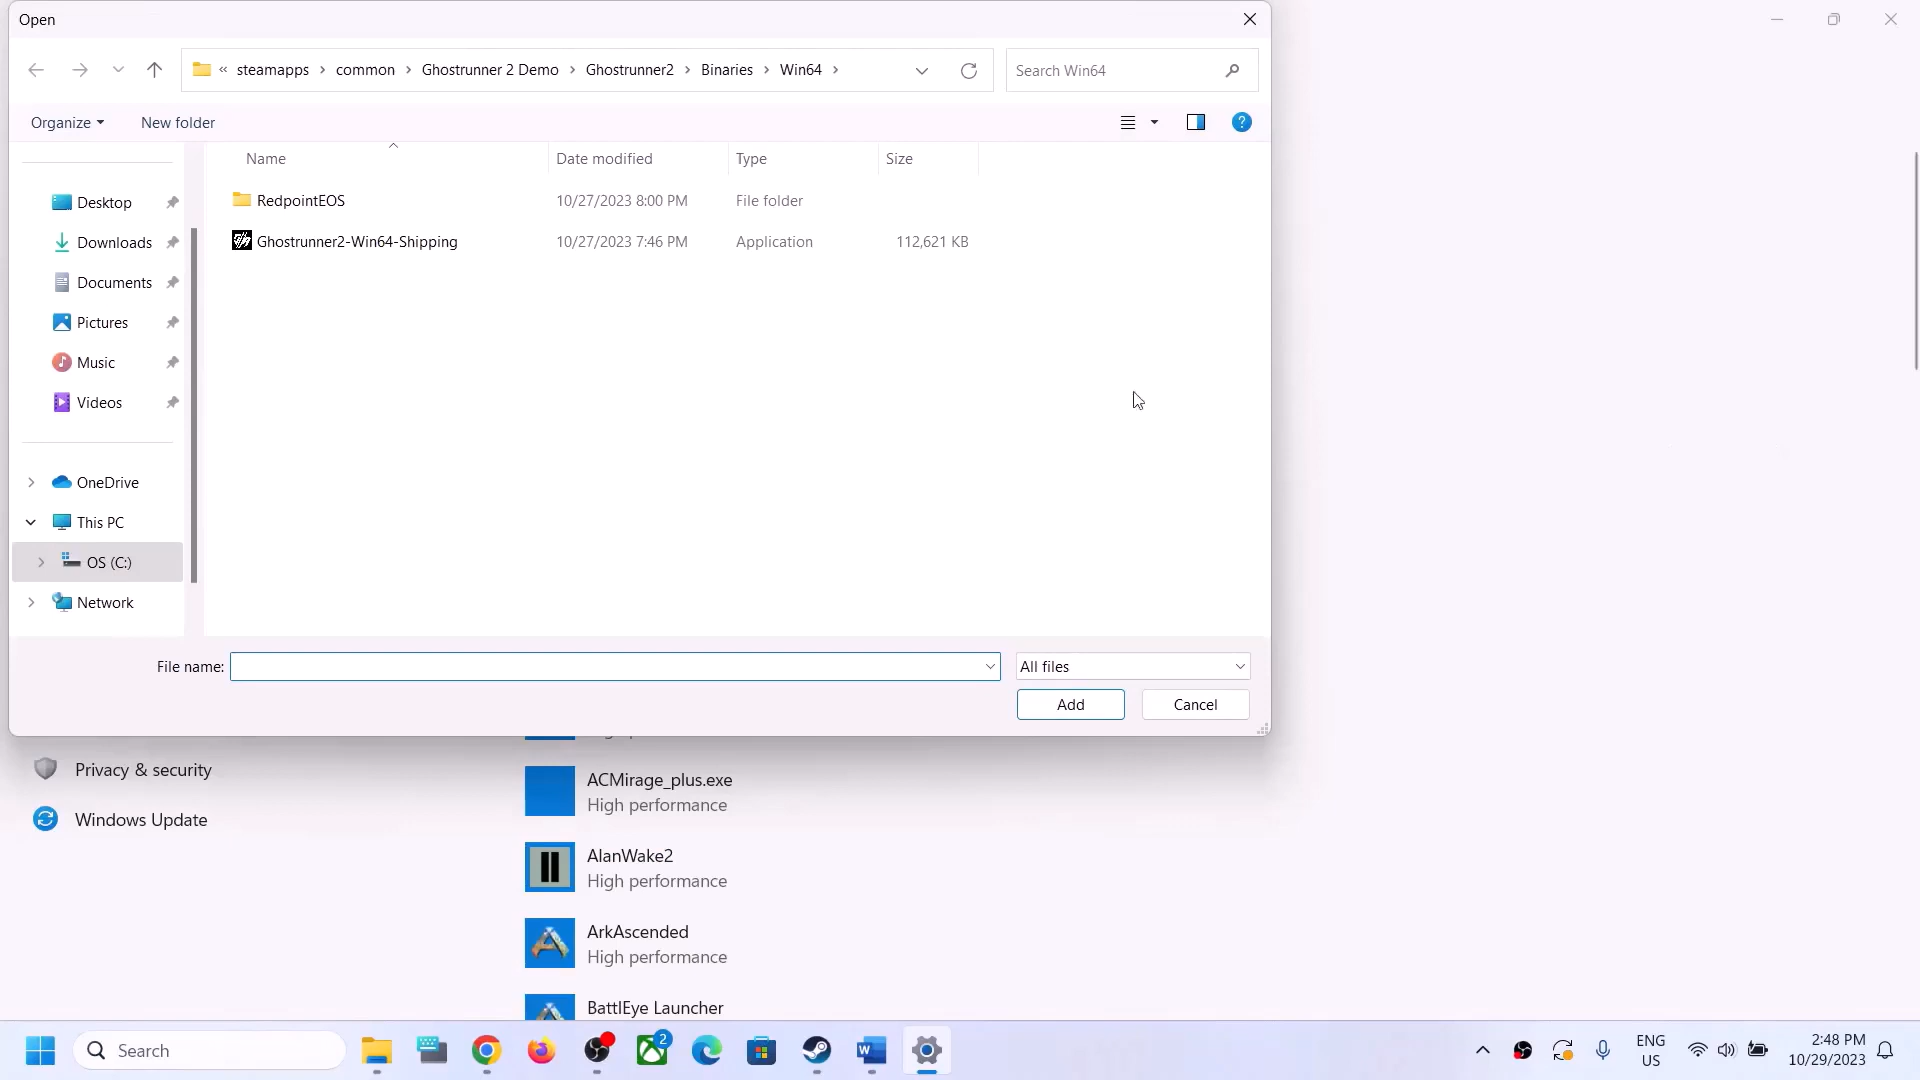 Open
« steamapps > common > Ghostrunner 2 Demo > Ghostrunner2 > Binaries > Win64 >
Search Win64
Organize
New folder
Name
Date modified
Type
Size
RedpointEOS
10/27/2023 8:00 PM
File folder
Ghostrunner2-Win64-Shipping
10/27/2023 7:46 PM
Application
112,621 KB
Desktop
Downloads
Documents
Pictures
Music
Videos
OneDrive
This PC
OS (C:)
Network
File name:
All files
Add
Cancel
Privacy & security
Windows Update
ACMirage_plus.exe
High performance
AlanWake2
High performance
ArkAscended
High performance
BattlEye Launcher
Search
2
ENG
US
2:48 PM
10/29/2023